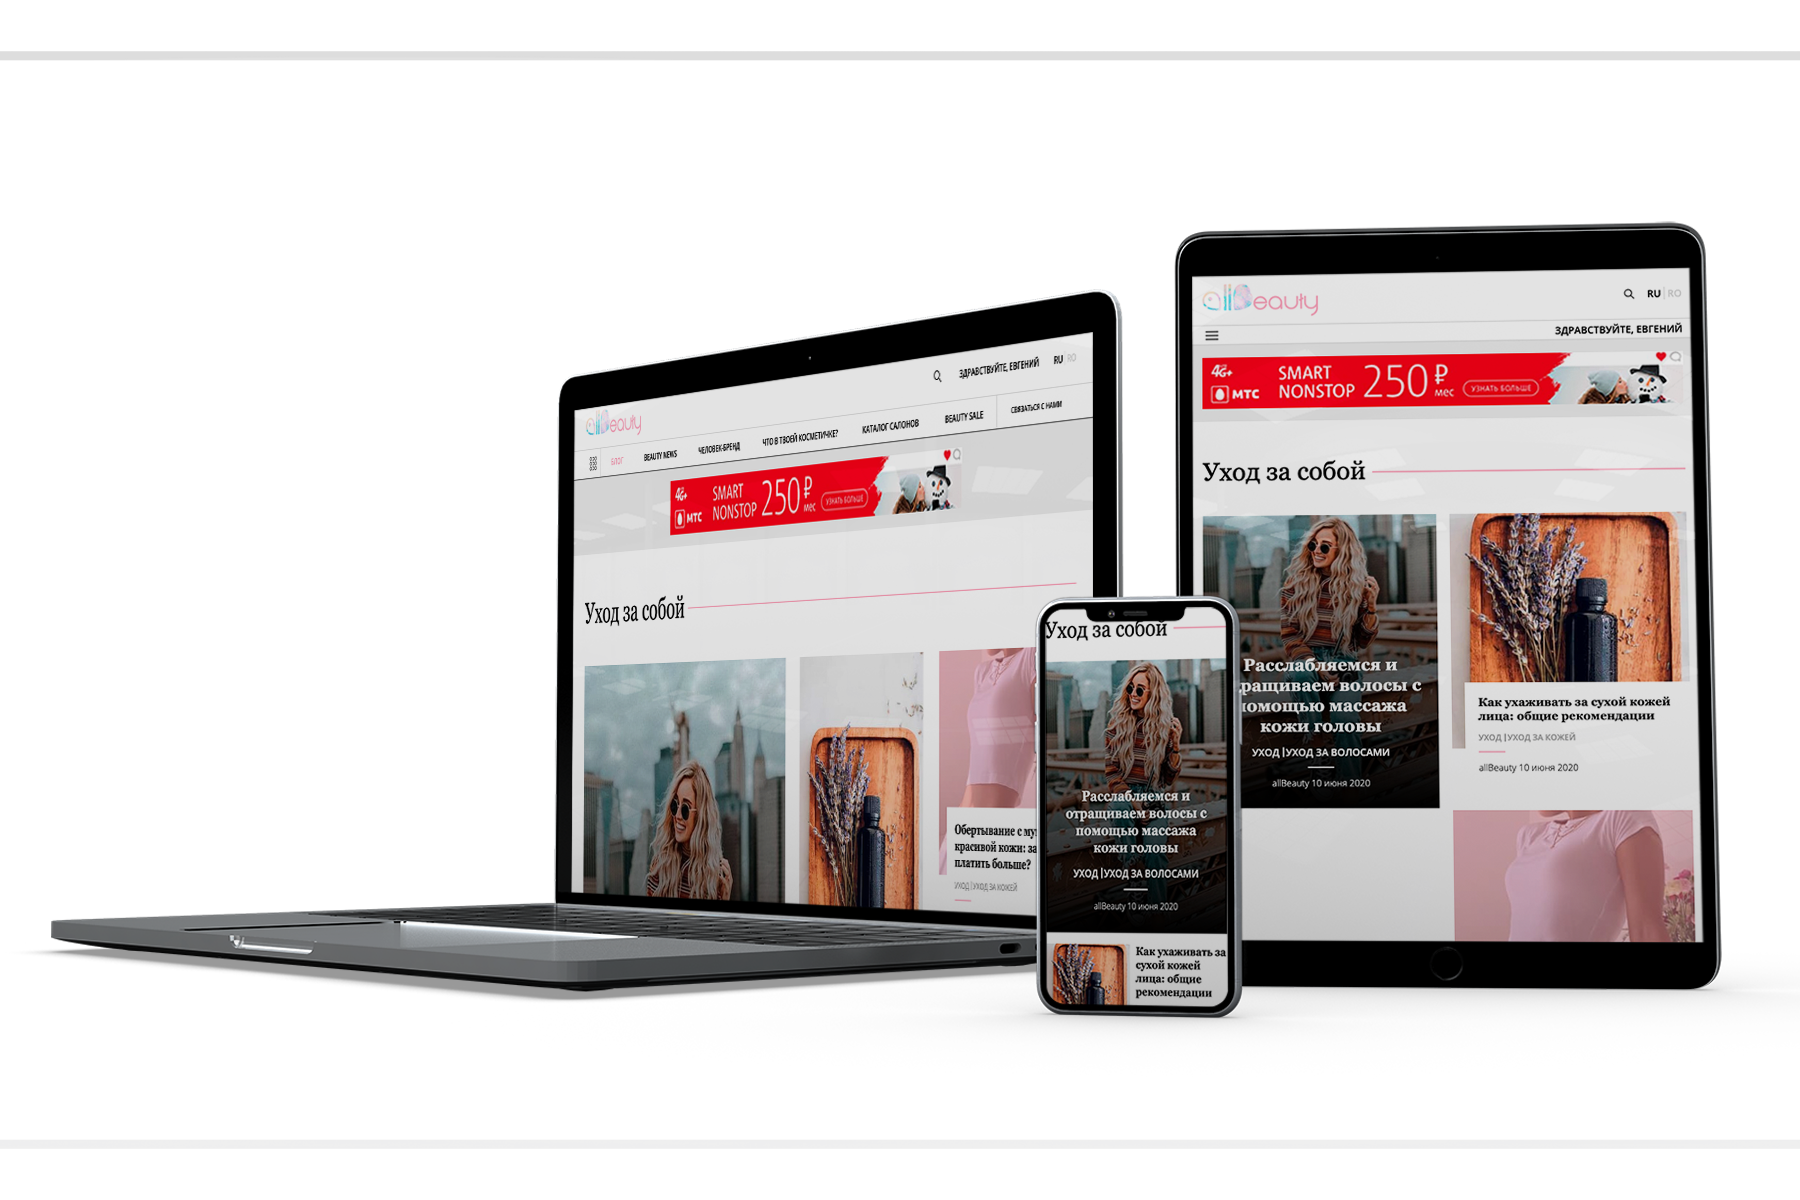 allBeauty
ЗДРАВСТВУЙТЕ, ЕВГЕНИЙ
RU RO
БЛОГ
BEAUTY NEWS
ЧЕЛОВЕК-БРЕНД
ЧТО В ТВОЕЙ КОСМЕТИЧКЕ?
КАТАЛОГ САЛОНОВ
BEAUTY SALE
СВЯЗАТЬСЯ С НАМИ
4G+
МТС
SMART
NONSTOP
250 ₽
мес
УЗНАТЬ БОЛЬШЕ
Уход за собой
Обертывание с му
красивой кожи: за
платить больше?
УХОД |УХОД ЗА КОЖЕЙ
Уход за собой
Расслабляемся и
отращиваем волосы с
помощью массажа
кожи головы
УХОД |УХОД ЗА ВОЛОСАМИ
allBeauty 10 июня 2020
Как ухаживать за
сухой кожей
лица: общие
рекомендации
allBeauty
RU | RO
ЗДРАВСТВУЙТЕ, ЕВГЕНИЙ
4G+
МТС
SMART
NONSTOP
250 ₽
мес
УЗНАТЬ БОЛЬШЕ
Уход за собой
Расслабляемся и
ращиваем волосы с
омощью массажа
кожи головы
УХОД |УХОД ЗА ВОЛОСАМИ
allBeauty 10 июня 2020
Как ухаживать за сухой кожей
лица: общие рекомендации
УХОД |УХОД ЗА КОЖЕЙ
allBeauty 10 июня 2020